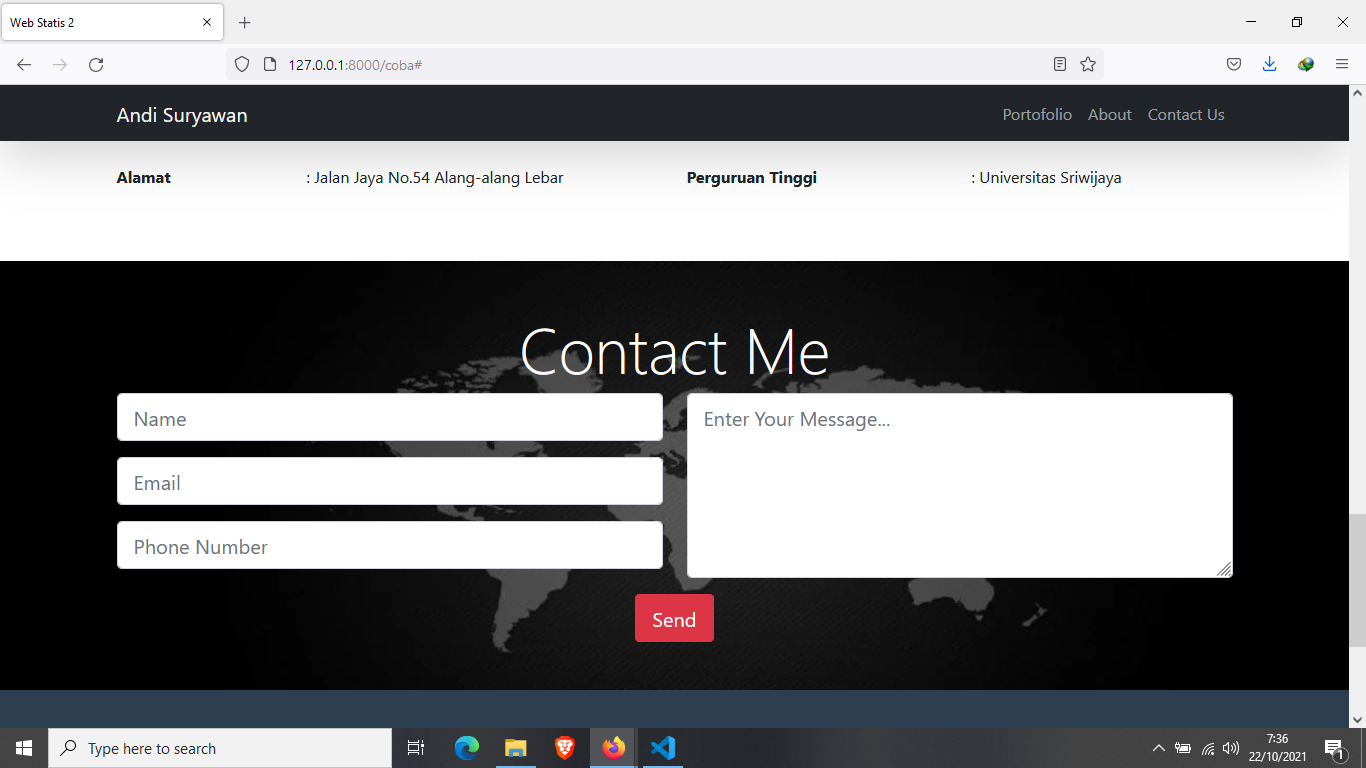 Web Statis 2
127.0.0.1:8000/coba#
Andi Suryawan
Portofolio About Contact Us
Alamat : Jalan Jaya No.54 Alang-alang Lebar Perguruan Tinggi : Universitas Sriwijaya
Contact Me
Name
Enter Your Message...
Email
Phone Number
Send
Type here to search
7:36
22/10/2021
1